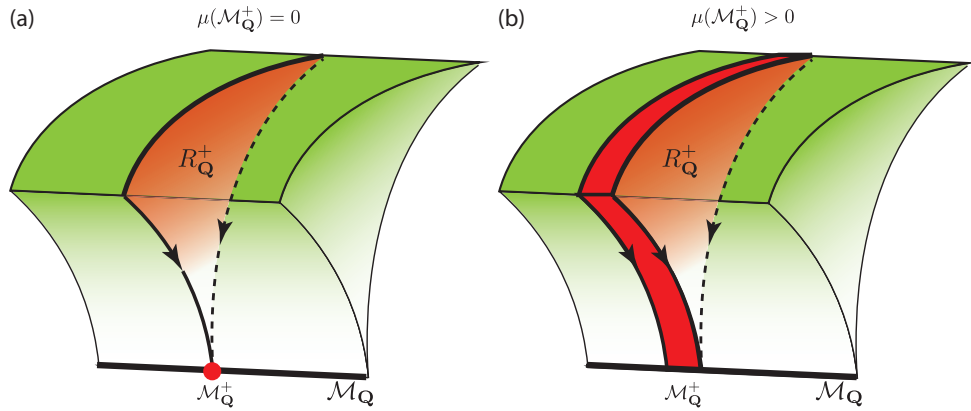 (a)
μ(𝓜_𝐐^+) = 0
R_𝐐^+
𝓜_𝐐^+
𝓜_𝐐
(b)
μ(𝓜_𝐐^+) > 0
R_𝐐^+
𝓜_𝐐^+
𝓜_𝐐